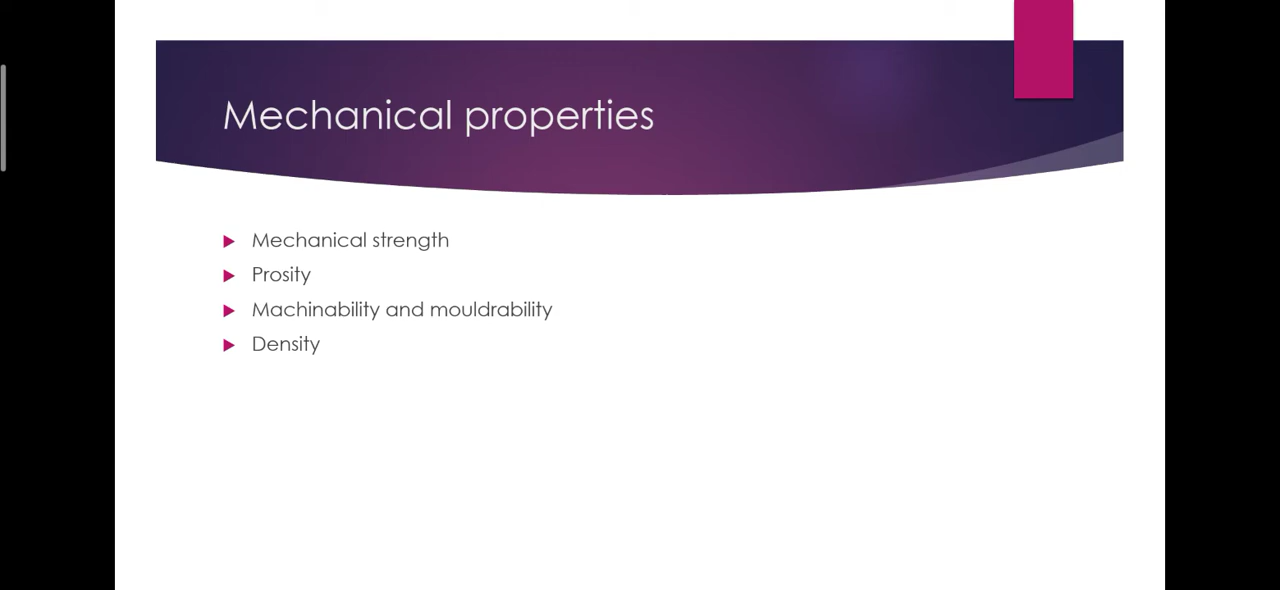 Mechanical properties
Mechanical strength
Prosity
Machinability and mouldrability
Density